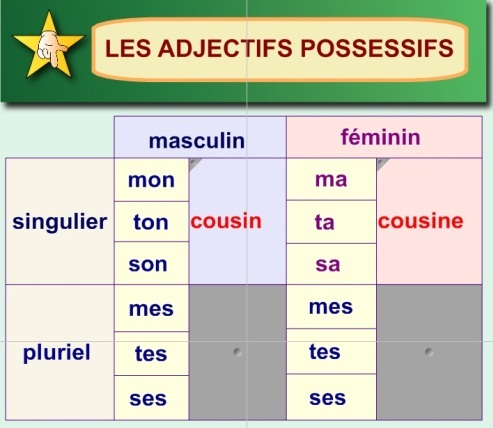 LES ADJECTIFS POSSESSIFS
masculin féminin
mon ma
singulier ton cousin ta cousine
son sa
mes mes
pluriel tes tes
ses ses